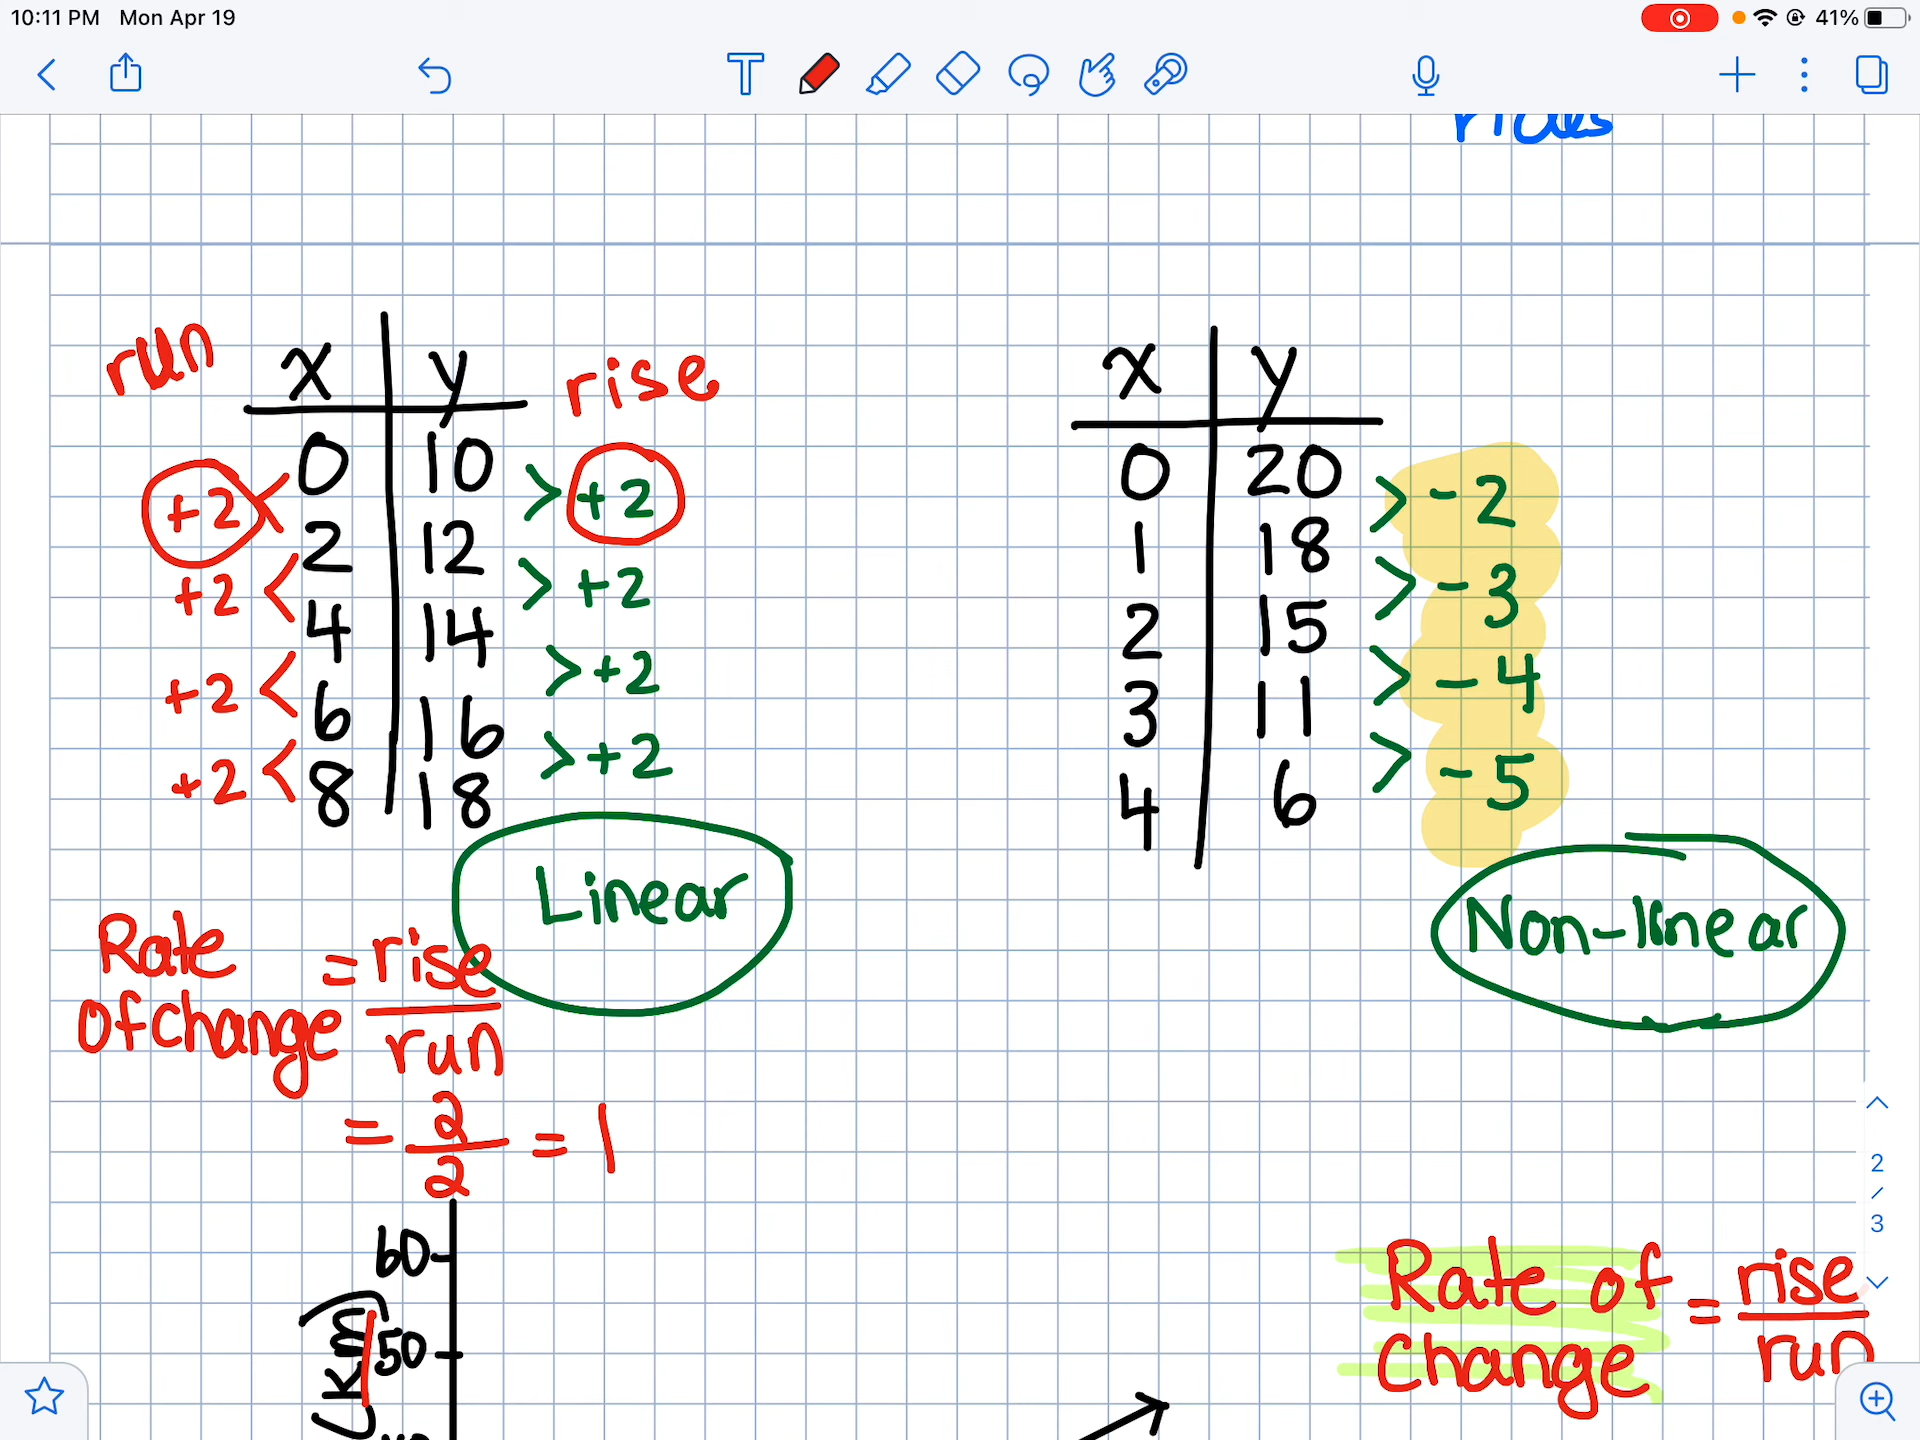 10:11 PM Mon Apr 19
41%
T
run x y rise
0 10
+2 < > +2
2 12
+2 < > +2
4 14
+2 < > +2
6 16
+2 < > +2
8 18
Linear
Rate of change = rise / run
= 2 / 2 = 1
60
50
(km)
x y
0 20
> -2
1 18
> -3
2 15
> -4
3 11
> -5
4 6
Non-linear
2 / 3
Rate of change = rise / run